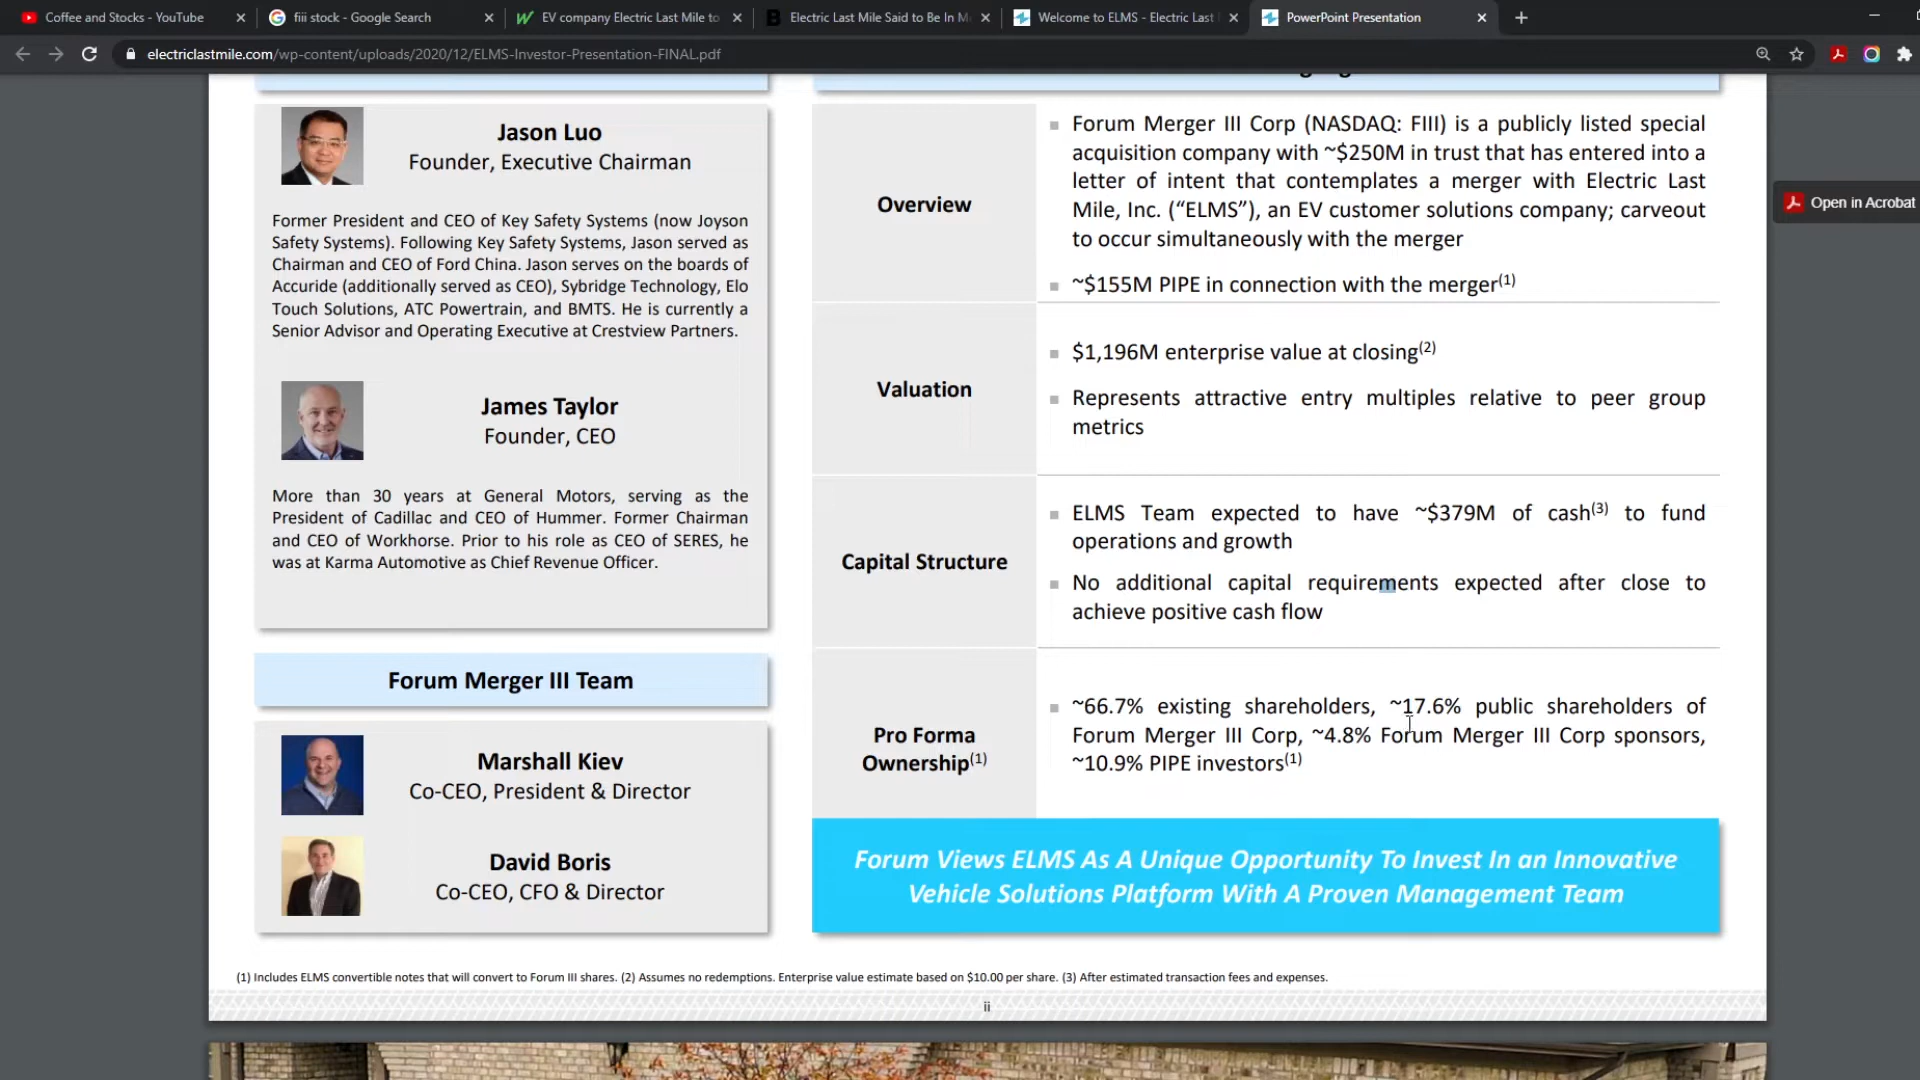 Coffee and Stocks - YouTube
fiii stock - Google Search
EV company Electric Last Mile to
Electric Last Mile Said to Be In M
Welcome to ELMS - Electric Last
PowerPoint Presentation
electriclastmile.com/wp-content/uploads/2020/12/ELMS-Investor-Presentation-FINAL.pdf
Open in Acrobat
Jason Luo
Founder, Executive Chairman
Former President and CEO of Key Safety Systems (now Joyson
Safety Systems). Following Key Safety Systems, Jason served as
Chairman and CEO of Ford China. Jason serves on the boards of
Accuride (additionally served as CEO), Sybridge Technology, Elo
Touch Solutions, ATC Powertrain, and BMTS. He is currently a
Senior Advisor and Operating Executive at Crestview Partners.
James Taylor
Founder, CEO
More than 30 years at General Motors, serving as the
President of Cadillac and CEO of Hummer. Former Chairman
and CEO of Workhorse. Prior to his role as CEO of SERES, he
was at Karma Automotive as Chief Revenue Officer.
Forum Merger III Team
Marshall Kiev
Co-CEO, President & Director
David Boris
Co-CEO, CFO & Director
Overview
Forum Merger III Corp (NASDAQ: FIII) is a publicly listed special
acquisition company with ~$250M in trust that has entered into a
letter of intent that contemplates a merger with Electric Last
Mile, Inc. (“ELMS”), an EV customer solutions company; carveout
to occur simultaneously with the merger
~$155M PIPE in connection with the merger(1)
Valuation
$1,196M enterprise value at closing(2)
Represents attractive entry multiples relative to peer group
metrics
Capital Structure
ELMS Team expected to have ~$379M of cash(3) to fund
operations and growth
No additional capital requirements expected after close to
achieve positive cash flow
Pro Forma
Ownership(1)
~66.7% existing shareholders, ~17.6% public shareholders of
Forum Merger III Corp, ~4.8% Forum Merger III Corp sponsors,
~10.9% PIPE investors(1)
Forum Views ELMS As A Unique Opportunity To Invest In an Innovative
Vehicle Solutions Platform With A Proven Management Team
(1) Includes ELMS convertible notes that will convert to Forum III shares. (2) Assumes no redemptions. Enterprise value estimate based on $10.00 per share. (3) After estimated transaction fees and expenses.
ii